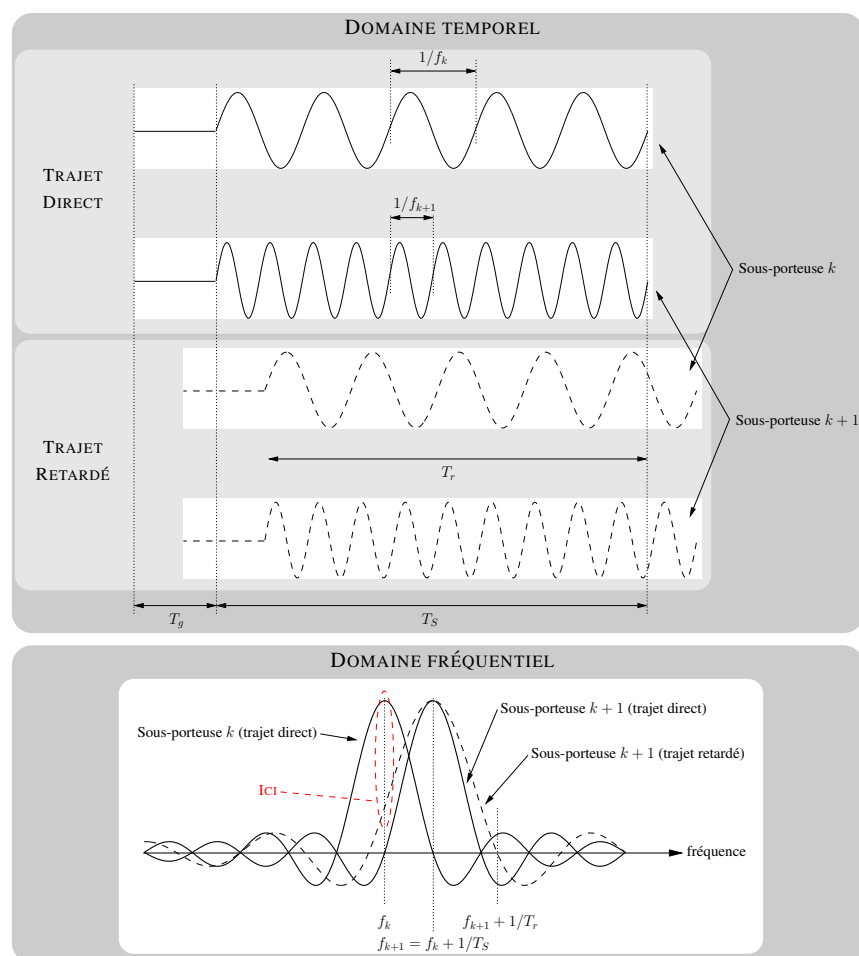 DOMAINE TEMPOREL
1/f_k
TRAJET
DIRECT
1/f_{k+1}
Sous-porteuse k
Sous-porteuse k + 1
TRAJET
RETARDÉ
T_r
T_g
T_S
DOMAINE FRÉQUENTIEL
Sous-porteuse k (trajet direct)
Sous-porteuse k + 1 (trajet direct)
Sous-porteuse k + 1 (trajet retardé)
ICI
fréquence
f_k
f_{k+1} + 1/T_r
f_{k+1} = f_k + 1/T_S